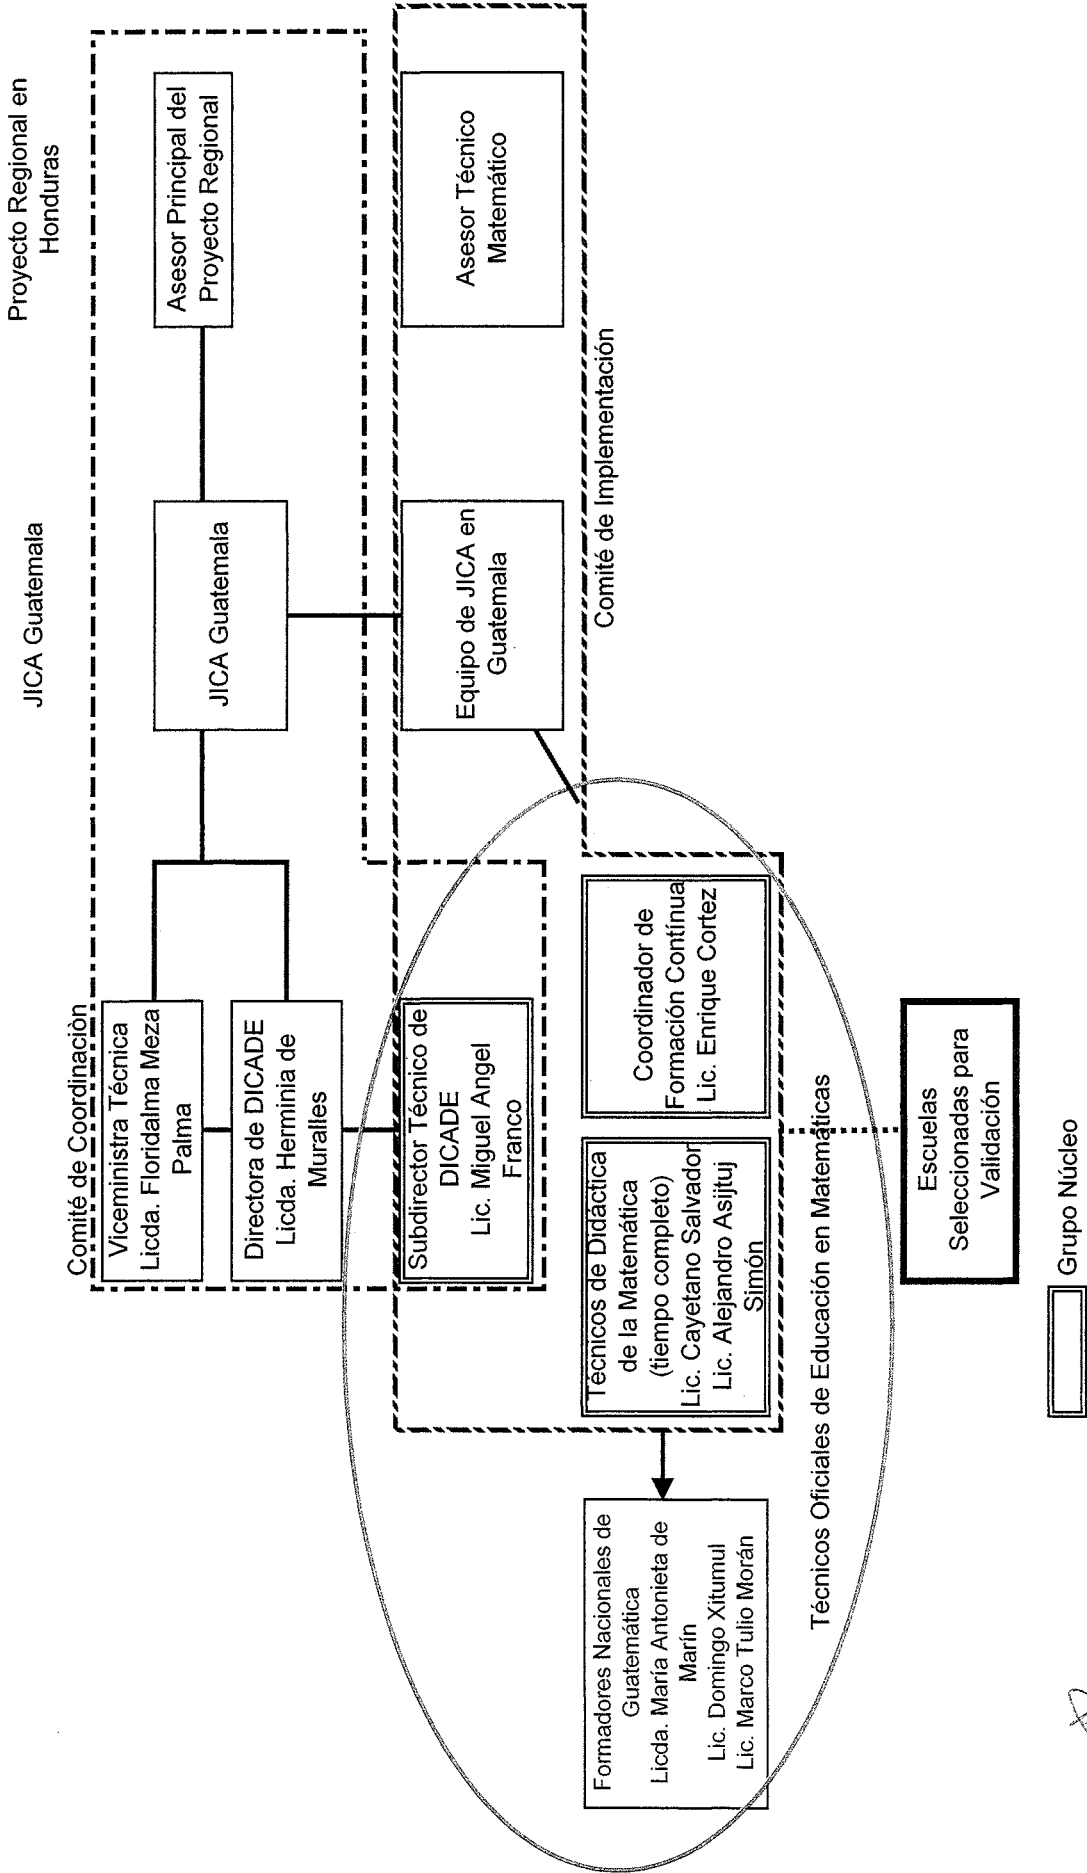 Proyecto Regional en
Honduras
JICA Guatemala
Comité de Coordinación
Viceministra Técnica
Licda. Floridalma Meza
Palma
JICA Guatemala
Asesor Principal del
Proyecto Regional
Directora de DICADE
Licda. Herminia de
Muralles
Subdirector Técnico de
DICADE
Lic. Miguel Angel
Franco
Equipo de JICA en
Guatemala
Asesor Técnico
Matemático
Comité de Implementación
Formadores Nacionales de
Guatemática
Licda. María Antonieta de
Marín
Lic. Domingo Xitumul
Lic. Marco Tulio Morán
Técnicos de Didáctica
de la Matemática
(tiempo completo)
Lic. Cayetano Salvador
Lic. Alejandro Asijtuj
Simón
Coordinador de
Formación Contínua
Lic. Enrique Cortez
Técnicos Oficiales de Educación en Matemáticas
Escuelas
Seleccionadas para
Validación
Grupo Núcleo